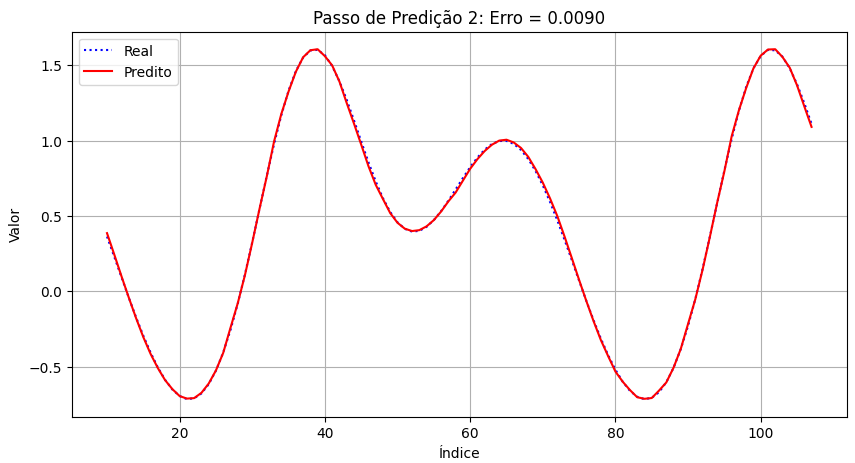 Passo de Predição 2: Erro = 0.0090
Real
Predito
Valor
1.5
1.0
0.5
0.0
−0.5
20
40
60
80
100
Índice